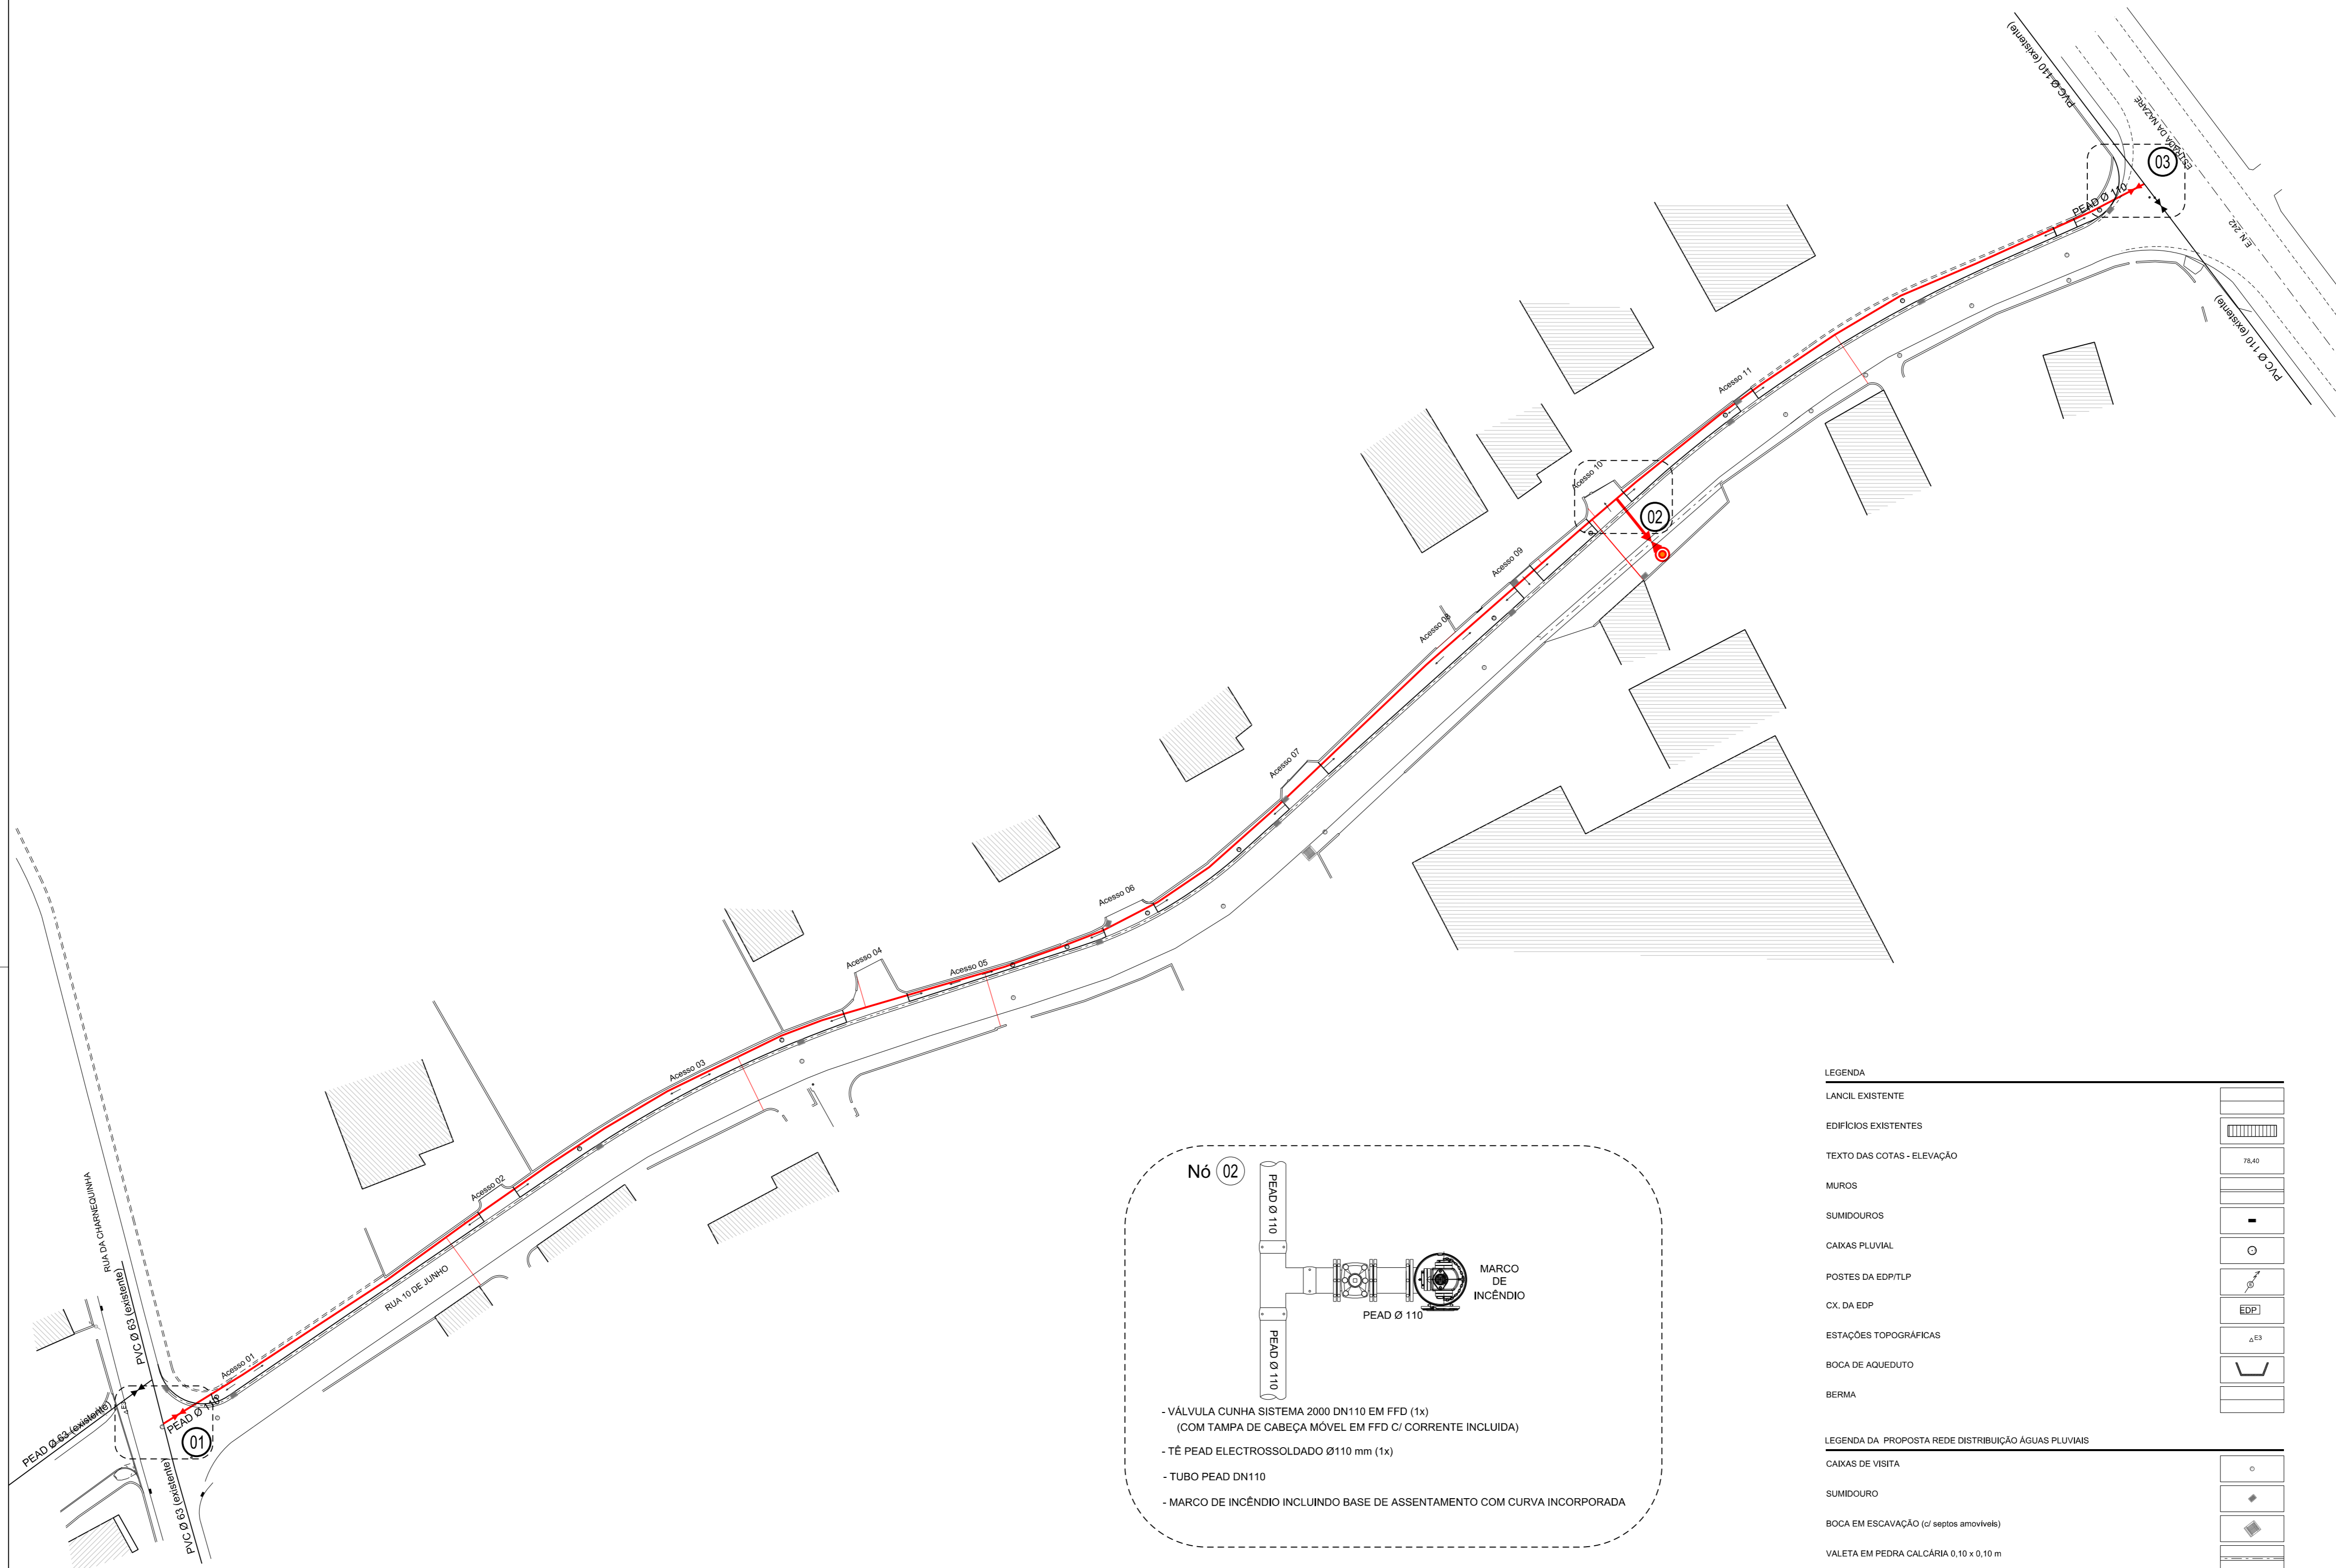 PVC Ø 110 (existente)
ESTRADA DA NAZARÉ
03
PEAD Ø 110
EN 242
PVC Ø 110 (existente)
Acesso 11
Acesso 10
02
Acesso 09
Acesso 08
Acesso 07
Acesso 06
Acesso 04
Acesso 05
Acesso 03
Acesso 02
RUA DA CHARNEQUINHA
RUA 10 DE JUNHO
PVC Ø 63 (existente)
Acesso 01
PEAD Ø 110
PEAD Ø 63 (existente)
01
PVC Ø 63 (existente)
Nó 02
PEAD Ø 110
MARCO
DE
INCÊNDIO
PEAD Ø 110
PEAD Ø 110
- VÁLVULA CUNHA SISTEMA 2000 DN110 EM FFD (1x)
(COM TAMPA DE CABEÇA MÓVEL EM FFD C/ CORRENTE INCLUIDA)
- TÊ PEAD ELECTROSSOLDADO Ø110 mm (1x)
- TUBO PEAD DN110
- MARCO DE INCÊNDIO INCLUINDO BASE DE ASSENTAMENTO COM CURVA INCORPORADA
LEGENDA
LANCIL EXISTENTE
EDIFÍCIOS EXISTENTES
TEXTO DAS COTAS - ELEVAÇÃO 78,40
MUROS
SUMIDOUROS
CAIXAS PLUVIAL
POSTES DA EDP/TLP
CX. DA EDP EDP
ESTAÇÕES TOPOGRÁFICAS E3
BOCA DE AQUEDUTO
BERMA
LEGENDA DA PROPOSTA REDE DISTRIBUIÇÃO ÁGUAS PLUVIAIS
CAIXAS DE VISITA
SUMIDOURO
BOCA EM ESCAVAÇÃO (c/ septos amovíveis)
VALETA EM PEDRA CALCÁRIA 0,10 x 0,10 m